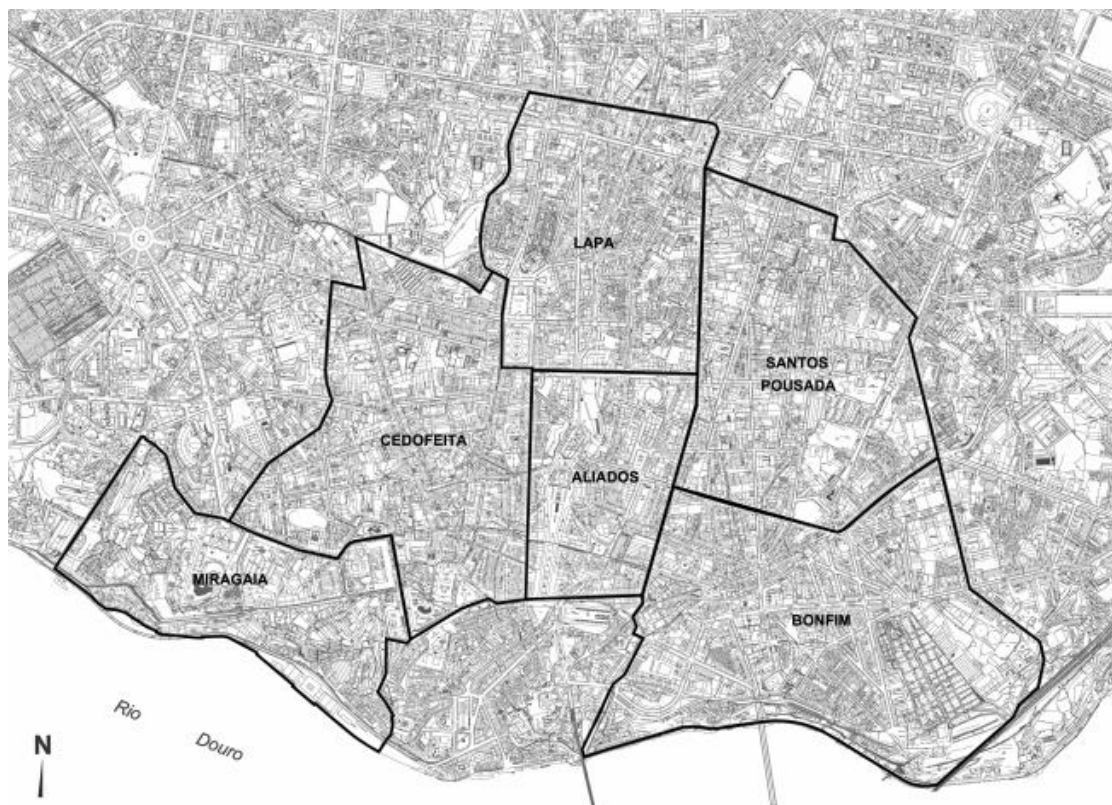 LAPA
SANTOS
POUSADA
CEDOFEITA
ALIADOS
MIRAGAIA
BONFIM
Rio
Douro
N